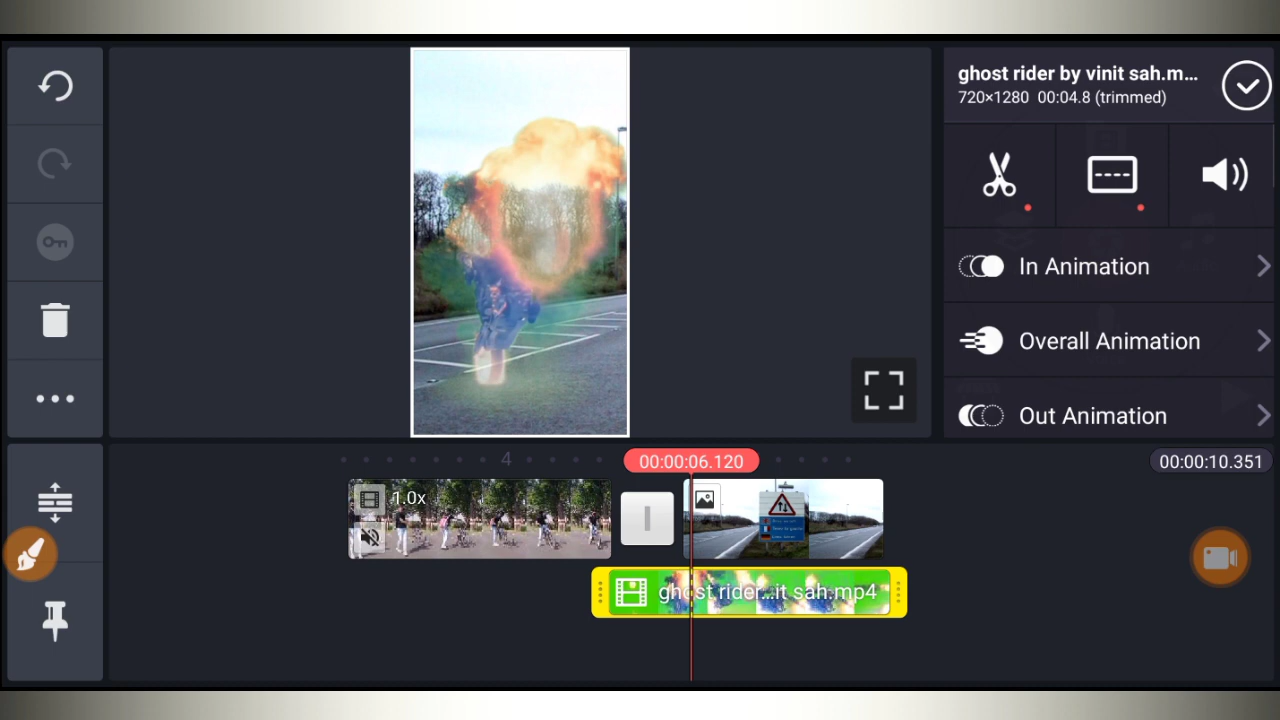 ghost rider by vinit sah.m...
720×1280 00:04.8 (trimmed)
In Animation
Overall Animation
Out Animation
4
00:00:06.120
00:00:10.351
1.0x
ghost rider...it sah.mp4